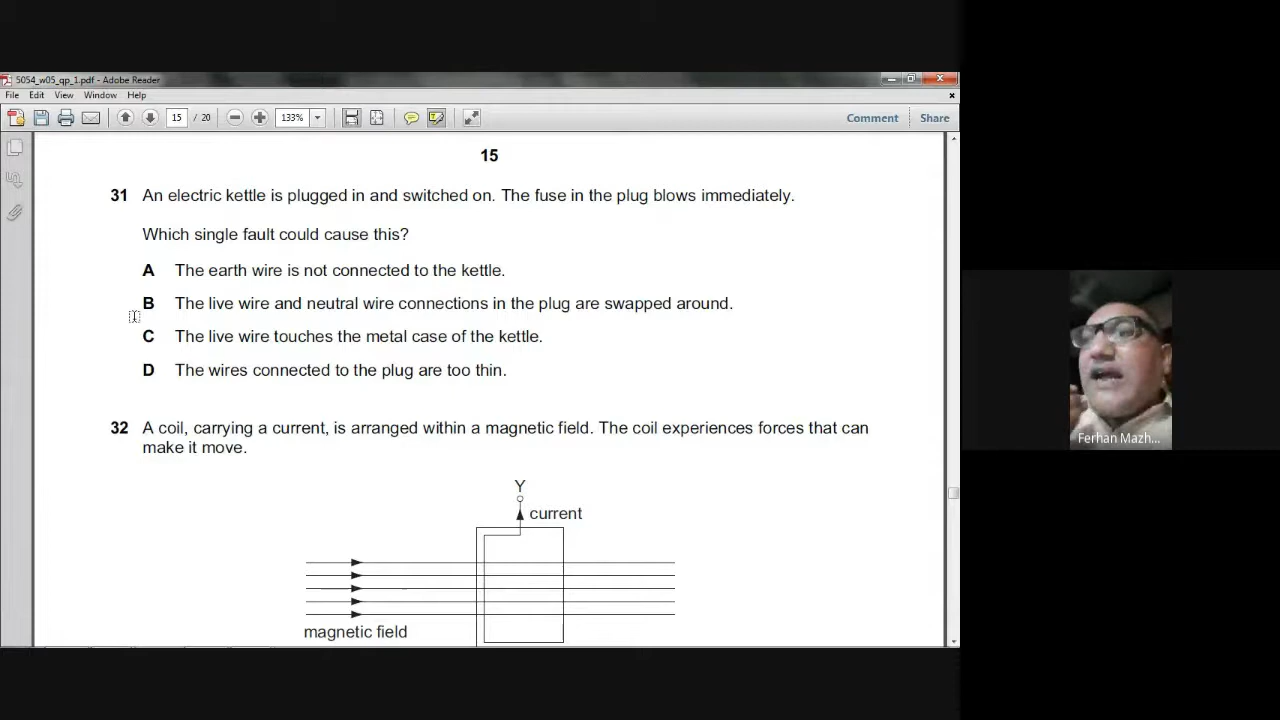 5054_w05_qp_1.pdf - Adobe Reader
File Edit View Window Help
15 / 20 133% Comment Share
15
31 An electric kettle is plugged in and switched on. The fuse in the plug blows immediately.
Which single fault could cause this?
A The earth wire is not connected to the kettle.
B The live wire and neutral wire connections in the plug are swapped around.
C The live wire touches the metal case of the kettle.
D The wires connected to the plug are too thin.
32 A coil, carrying a current, is arranged within a magnetic field. The coil experiences forces that can
make it move.
Y
current
magnetic field
Ferhan Mazh...